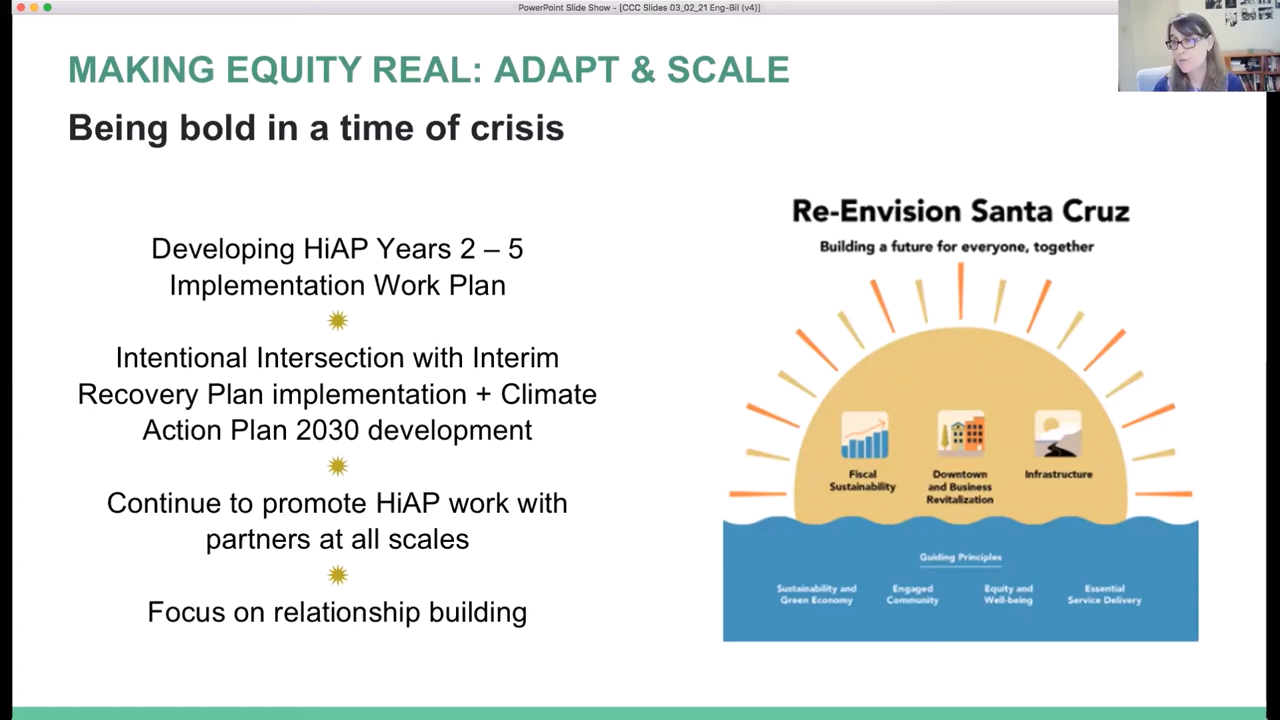 PowerPoint Slide Show - [CCC Slides 03_02_21 Eng-Bil (v4)]
MAKING EQUITY REAL: ADAPT & SCALE
Being bold in a time of crisis
Developing HiAP Years 2 – 5
Implementation Work Plan
Intentional Intersection with Interim
Recovery Plan implementation + Climate
Action Plan 2030 development
Continue to promote HiAP work with
partners at all scales
Focus on relationship building
Re-Envision Santa Cruz
Building a future for everyone, together
Fiscal
Sustainability
Downtown
and Business
Revitalization
Infrastructure
Guiding Principles
Sustainability and
Green Economy
Engaged
Community
Equity and
Well-being
Essential
Service Delivery